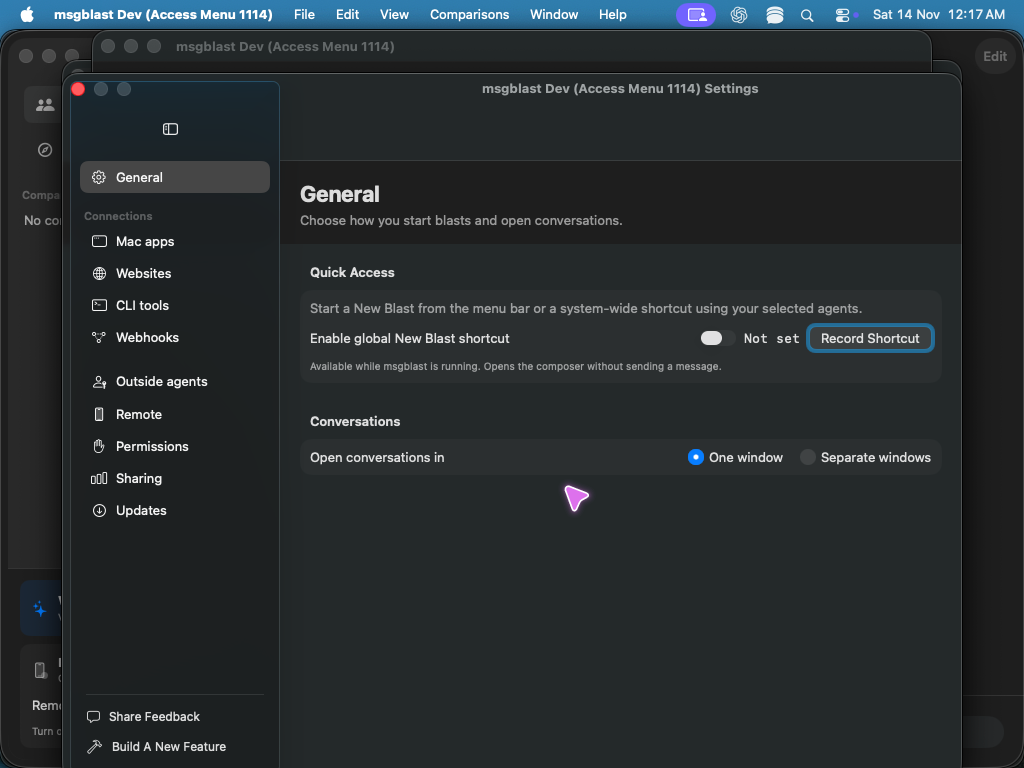 msgblast Dev (Access Menu 1114) File Edit View Comparisons Window Help Sat 14 Nov 12:17 AM
msgblast Dev (Access Menu 1114)
Edit
msgblast Dev (Access Menu 1114) Settings
General
Connections
Mac apps
Websites
CLI tools
Webhooks
Outside agents
Remote
Permissions
Sharing
Updates
Share Feedback
Build A New Feature
General
Choose how you start blasts and open conversations.
Quick Access
Start a New Blast from the menu bar or a system-wide shortcut using your selected agents.
Enable global New Blast shortcut Not set Record Shortcut
Available while msgblast is running. Opens the composer without sending a message.
Conversations
Open conversations in One window Separate windows
No
Turn